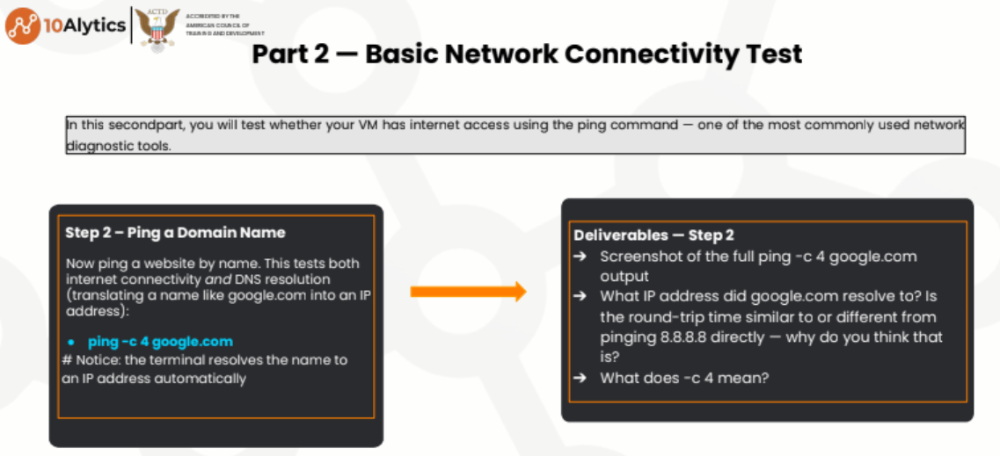 10Alytics
ACTD
ACCREDITED BY THE
AMERICAN COUNCIL OF
TRAINING AND DEVELOPMENT
Part 2 — Basic Network Connectivity Test
In this secondpart, you will test whether your VM has internet access using the ping command — one of the most commonly used network
diagnostic tools.
Step 2 – Ping a Domain Name
Now ping a website by name. This tests both
internet connectivity and DNS resolution
(translating a name like google.com into an IP
address):
● ping -c 4 google.com
# Notice: the terminal resolves the name to
an IP address automatically
Deliverables — Step 2
➔ Screenshot of the full ping -c 4 google.com
output
➔ What IP address did google.com resolve to? Is
the round-trip time similar to or different from
pinging 8.8.8.8 directly — why do you think that
is?
➔ What does -c 4 mean?